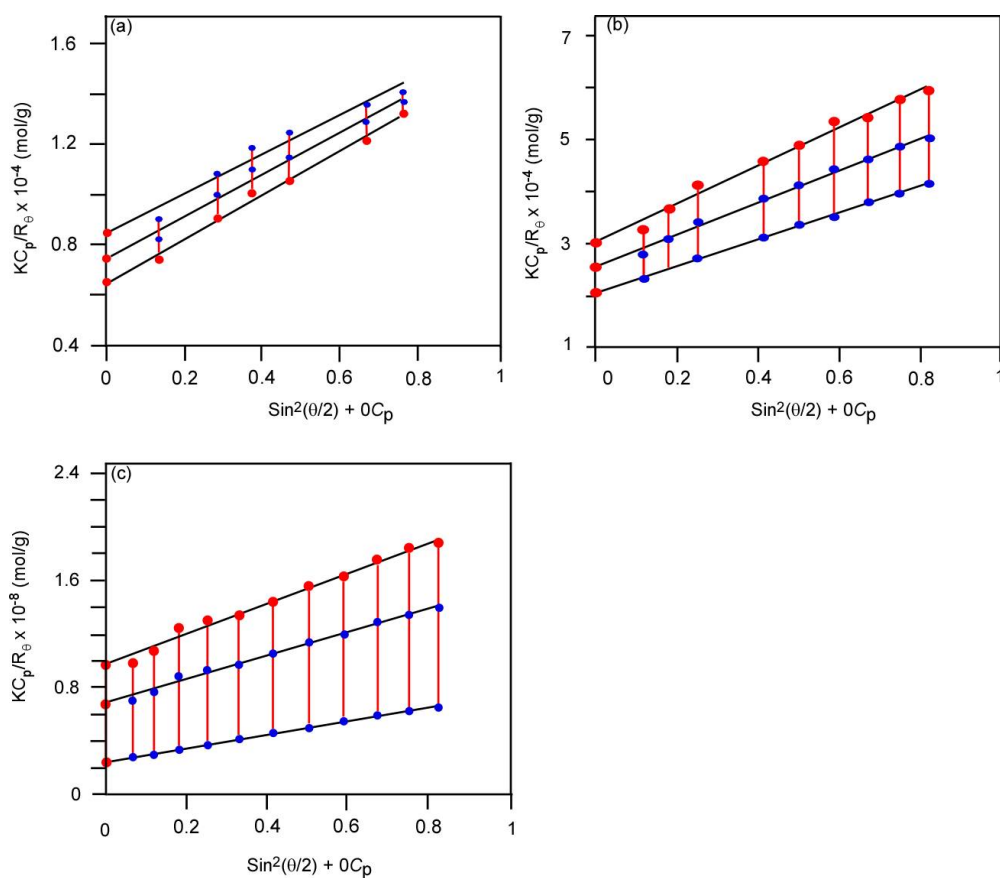 (a)
1.6
1.2
0.8
0.4
KCp/Rθ x 10-4 (mol/g)
0 0.2 0.4 0.6 0.8 1
Sin2(θ/2) + 0Cp
(b)
7
5
3
1
KCp/Rθ x 10-4 (mol/g)
0 0.2 0.4 0.6 0.8 1
Sin2(θ/2) + 0Cp
(c)
2.4
1.6
0.8
0
KCp/Rθ x 10-8 (mol/g)
0 0.2 0.4 0.6 0.8 1
Sin2(θ/2) + 0Cp